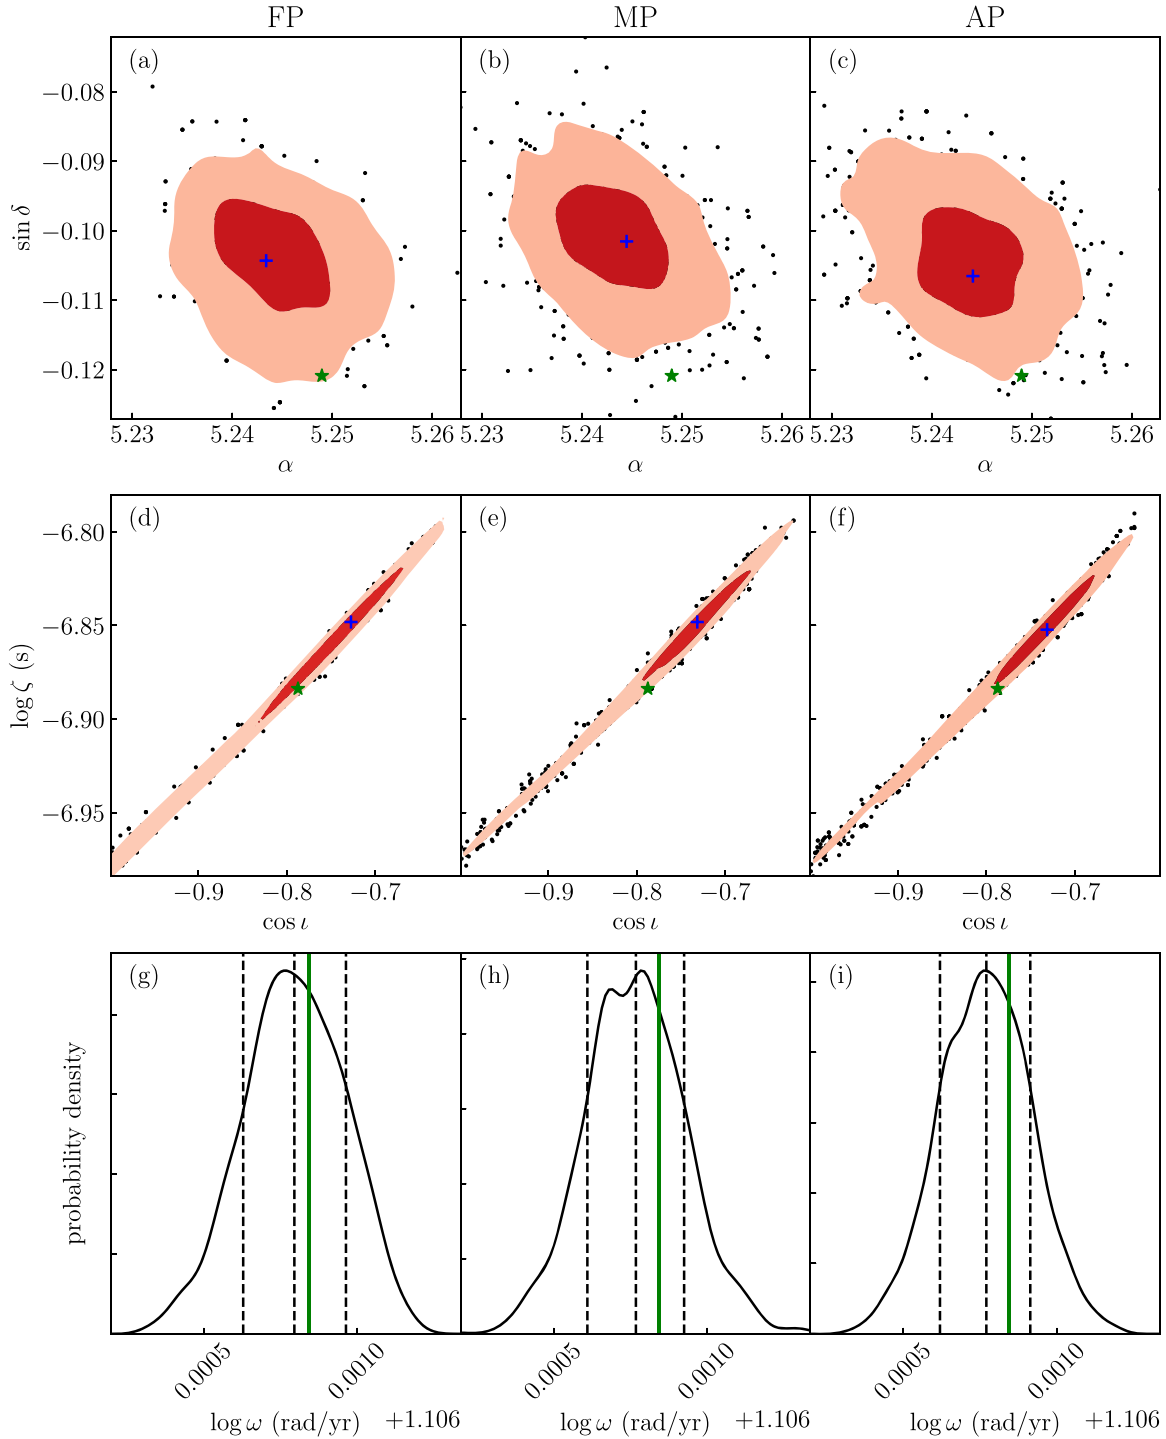 FP MP AP
(a) (b) (c)
−0.08
−0.09
−0.10
−0.11
−0.12
sin δ
5.23 5.24 5.25 5.26 5.23 5.24 5.25 5.26 5.23 5.24 5.25 5.26
α α α
(d) (e) (f)
−6.80
−6.85
−6.90
−6.95
log ζ (s)
−0.9 −0.8 −0.7 −0.9 −0.8 −0.7 −0.9 −0.8 −0.7
cos ι cos ι cos ι
(g) (h) (i)
probability density
0.0005 0.0010 0.0005 0.0010 0.0005 0.0010
log ω (rad/yr) +1.106 log ω (rad/yr) +1.106 log ω (rad/yr) +1.106